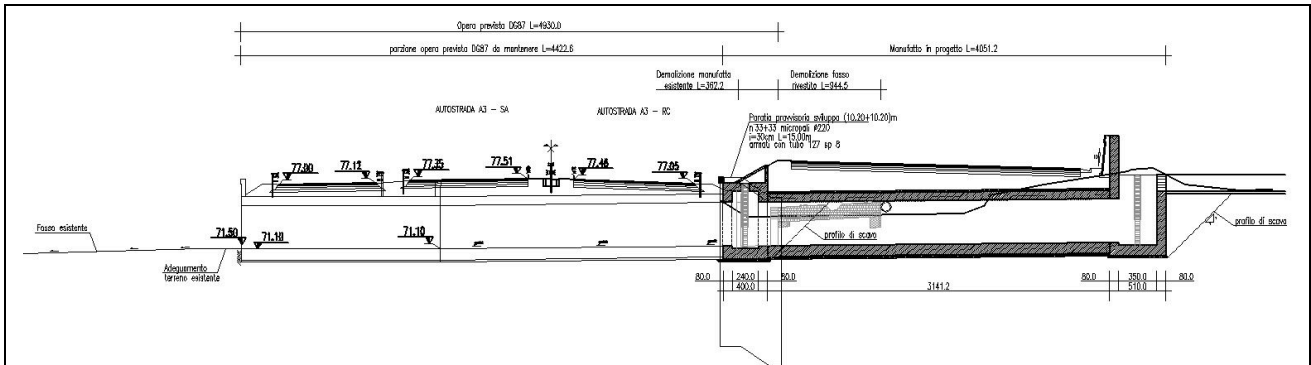 Opera prevista DG87 L=4930.0
porzione opera prevista DG87 da mantenere L=4422.6
Manufatto in progetto L=4051.2
Demolizione manufatto
esistente L=362.2
Demolizione fosso
rivestito L=944.5
AUTOSTRADA A3 - SA
AUTOSTRADA A3 - RC
Paratia provvisoria sviluppo (10.20+10.20)m
n°33+33 micropali ø220
i=30cm L=15.00m
armati con tubo 127 sp 8
77.00
77.12
77.35
77.51
77.46
77.05
Fosso esistente
71.50
71.10
71.10
Adeguamento
terreno esistente
profilo di scavo
profilo di scavo
80.0
240.0
80.0
80.0
350.0
80.0
400.0
3141.2
510.0